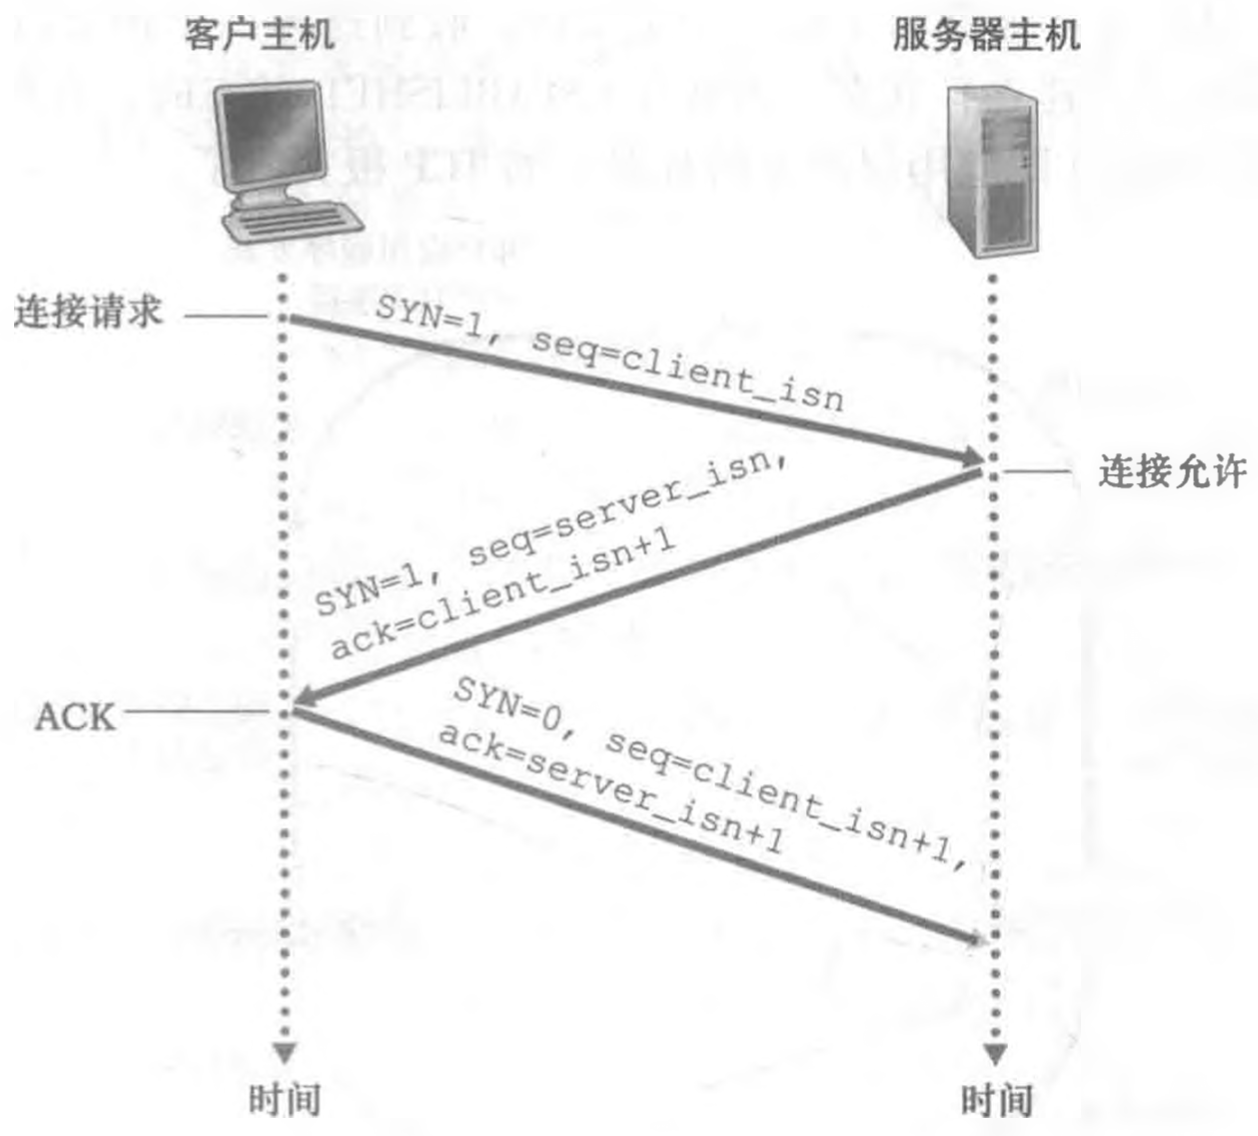 客户主机
服务器主机
连接请求
SYN=1, seq=client_isn
连接允许
SYN=1, seq=server_isn,
ack=client_isn+1
ACK
SYN=0, seq=client_isn+1,
ack=server_isn+1
时间
时间